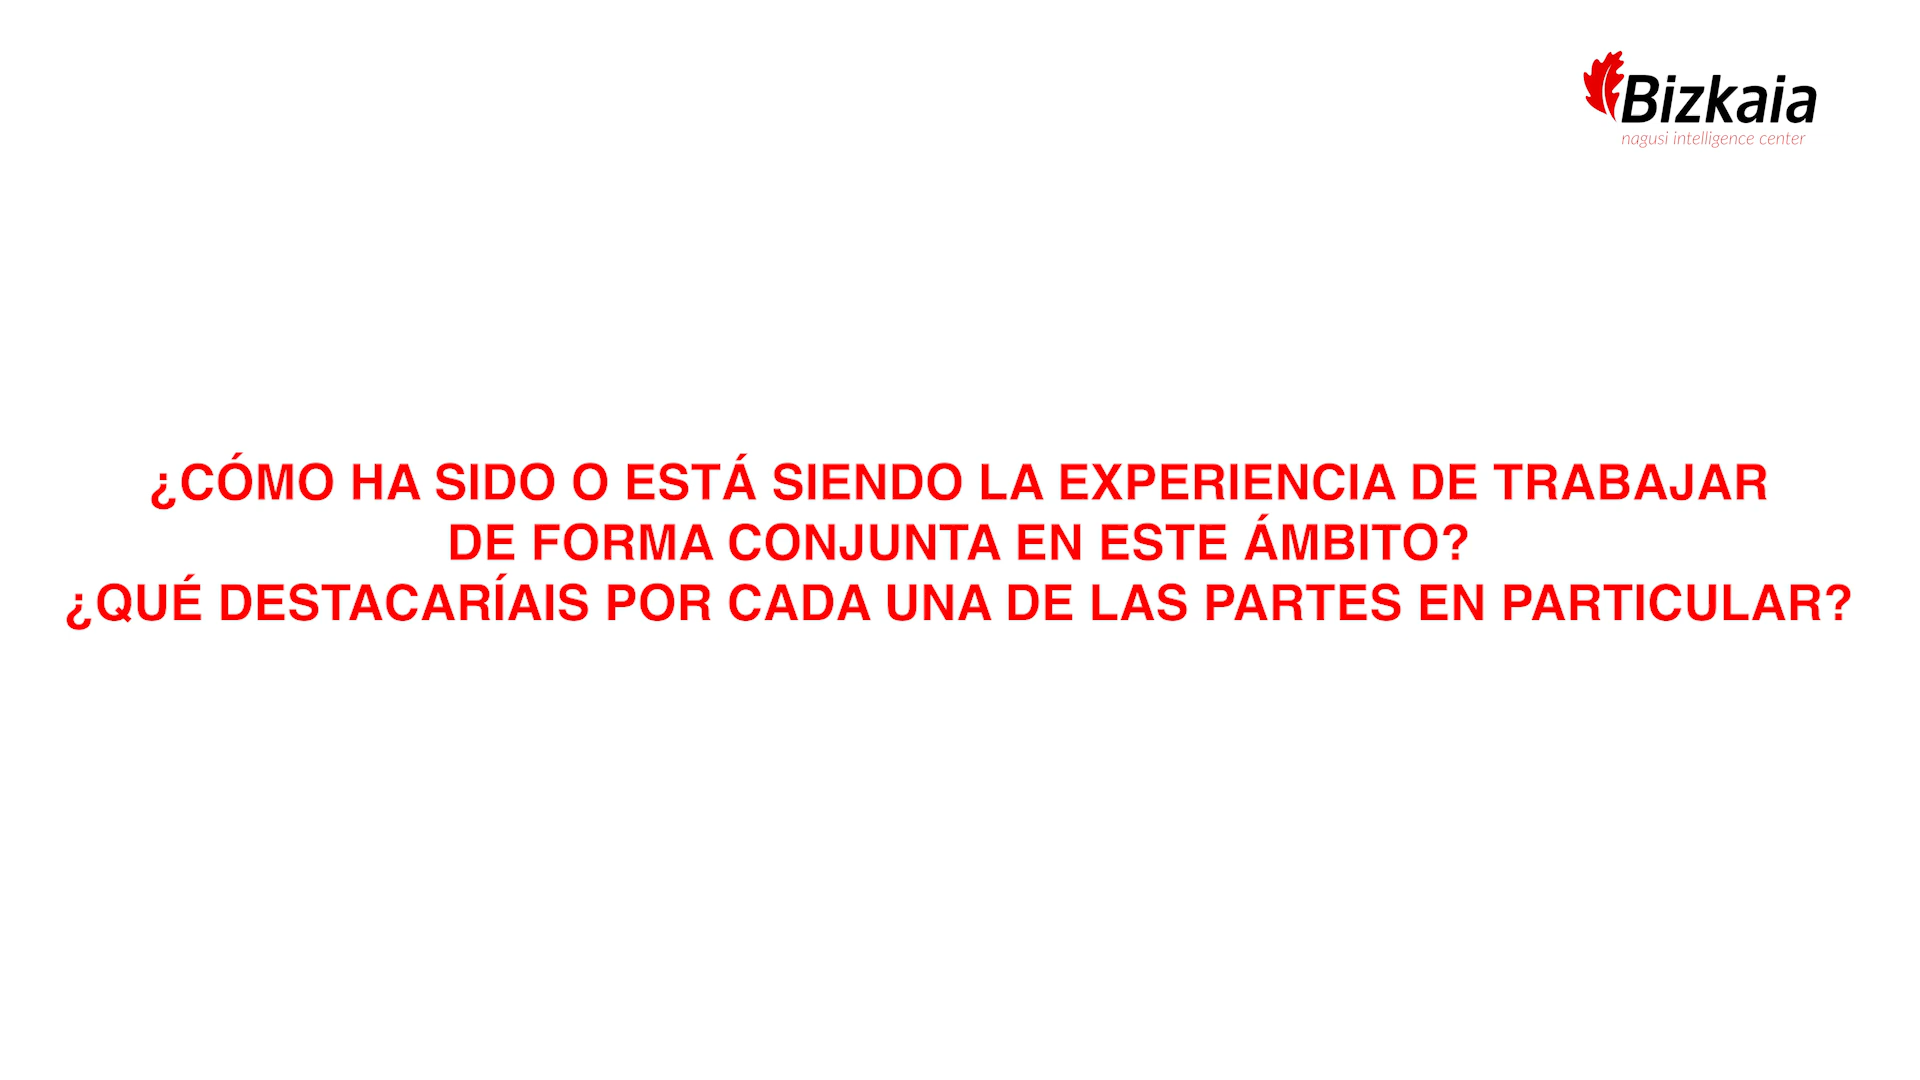 Bizkaia
nagusi intelligence center
¿CÓMO HA SIDO O ESTÁ SIENDO LA EXPERIENCIA DE TRABAJAR
DE FORMA CONJUNTA EN ESTE ÁMBITO?
¿QUÉ DESTACARÍAIS POR CADA UNA DE LAS PARTES EN PARTICULAR?